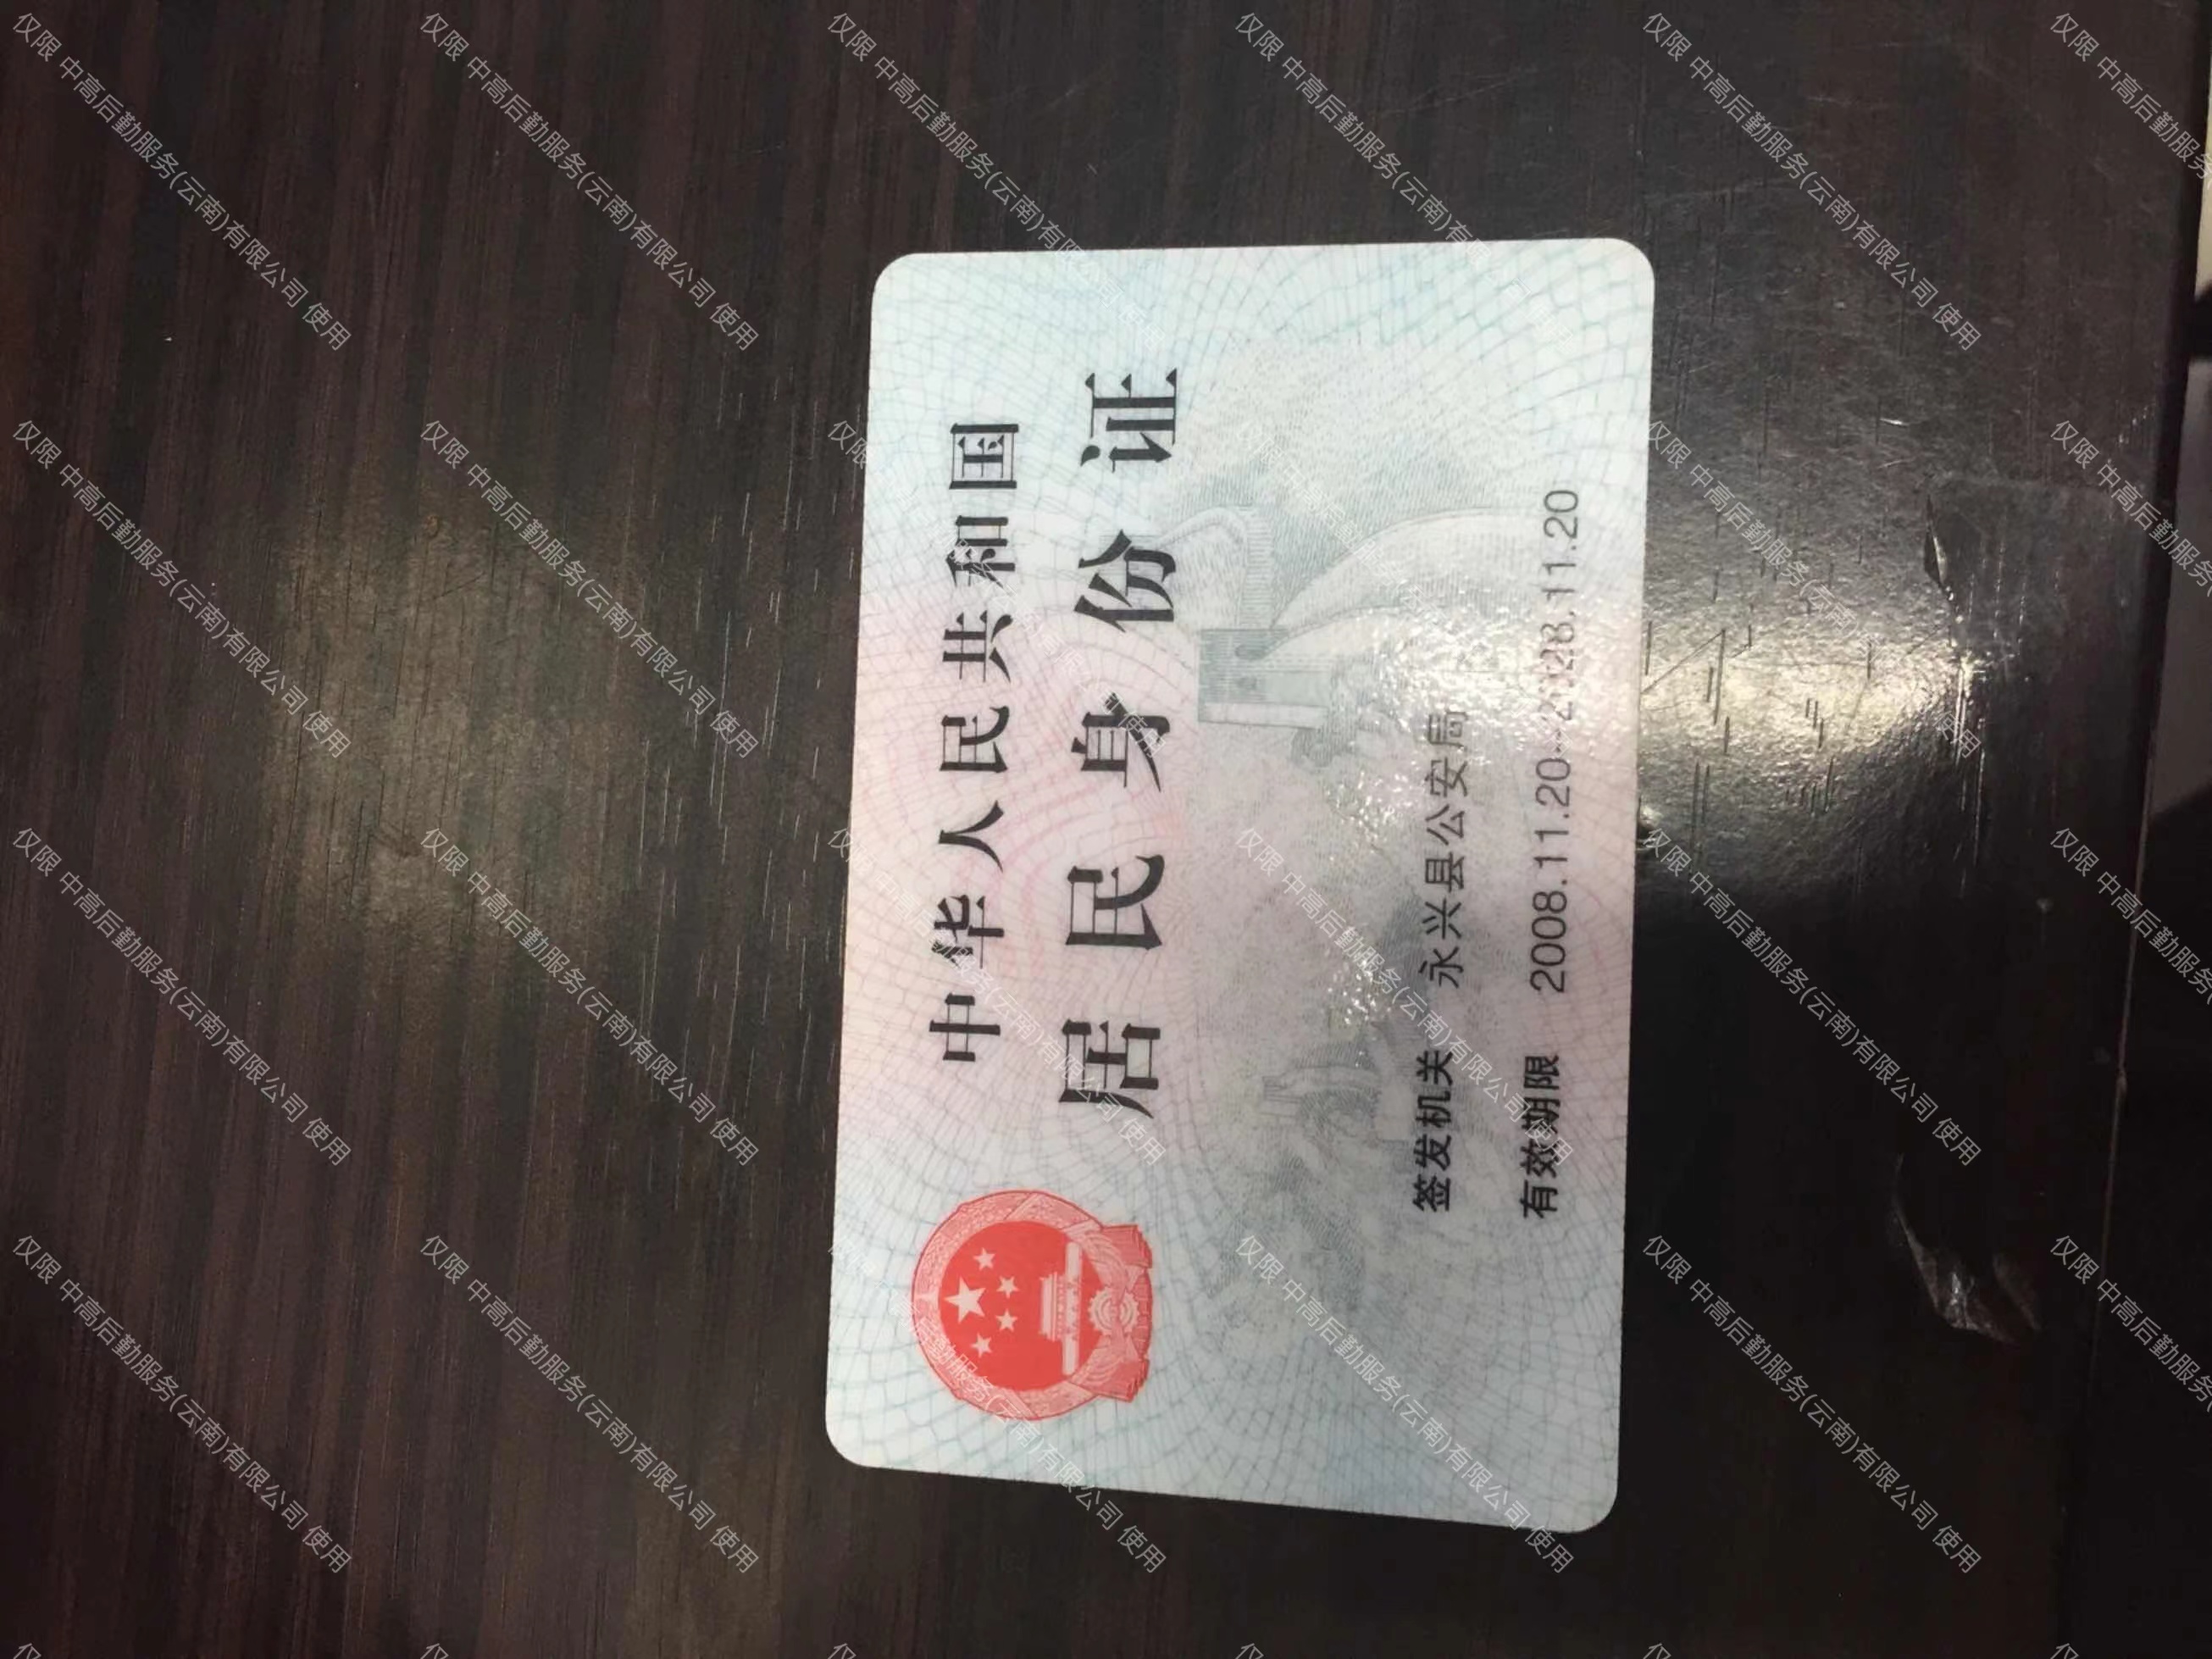 中华人民共和国
居民身份证
签发机关 永兴县公安局
有效期限 2008.11.20-2028.11.20
仅限 中高后勤服务(云南)有限公司 使用